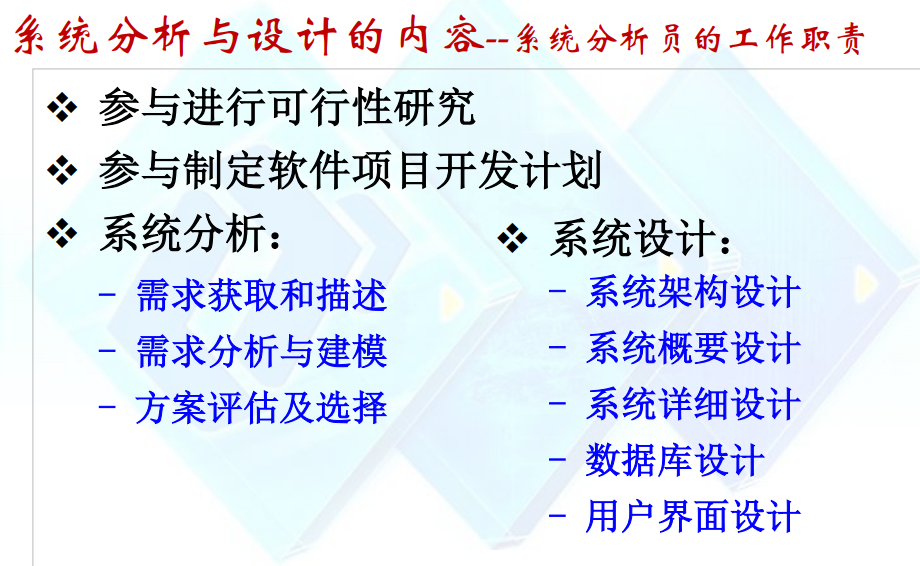 系统分析与设计的内容--系统分析员的工作职责
❖ 参与进行可行性研究
❖ 参与制定软件项目开发计划
❖ 系统分析：
– 需求获取和描述
– 需求分析与建模
– 方案评估及选择
❖ 系统设计：
– 系统架构设计
– 系统概要设计
– 系统详细设计
– 数据库设计
– 用户界面设计